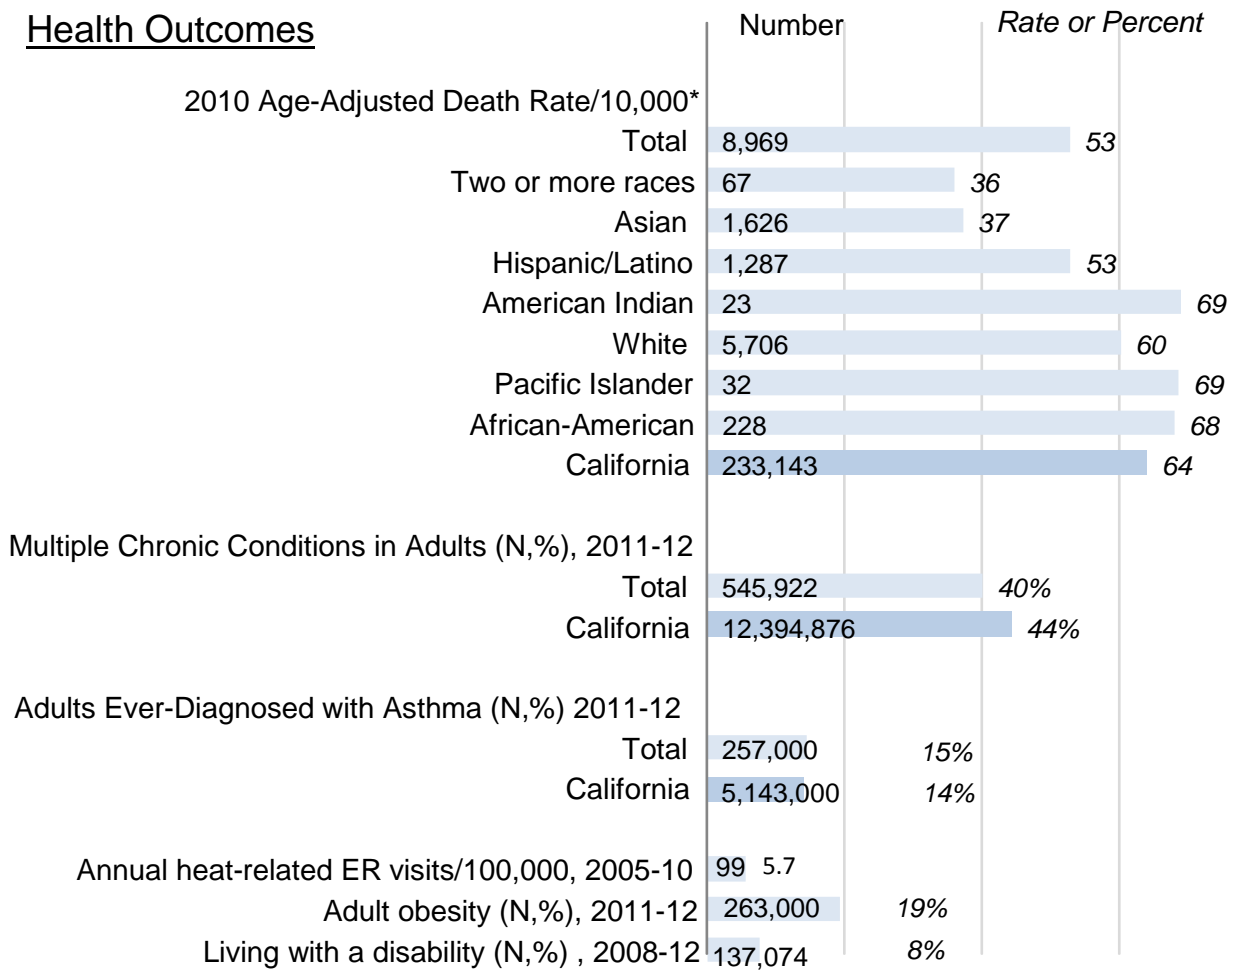 Health Outcomes Number Rate or Percent
2010 Age-Adjusted Death Rate/10,000*
Total 8,969 53
Two or more races 67 36
Asian 1,626 37
Hispanic/Latino 1,287 53
American Indian 23 69
White 5,706 60
Pacific Islander 32 69
African-American 228 68
California 233,143 64
Multiple Chronic Conditions in Adults (N,%), 2011-12
Total 545,922 40%
California 12,394,876 44%
Adults Ever-Diagnosed with Asthma (N,%) 2011-12
Total 257,000 15%
California 5,143,000 14%
Annual heat-related ER visits/100,000, 2005-10 99 5.7
Adult obesity (N,%), 2011-12 263,000 19%
Living with a disability (N,%) , 2008-12 137,074 8%